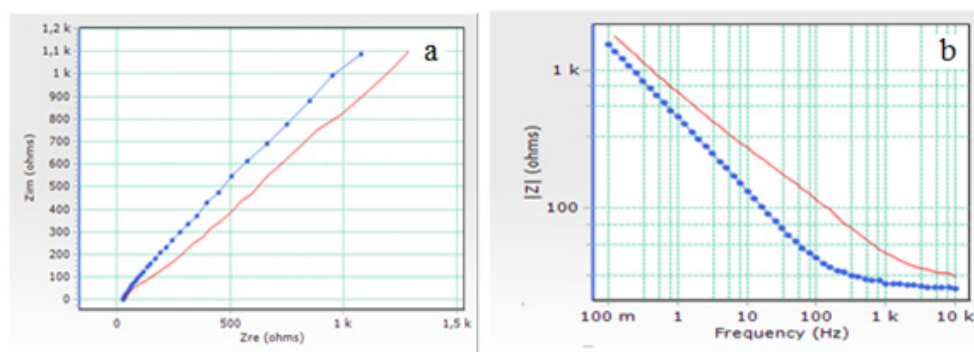 a
1,2 k
1,1 k
1 k
900
800
700
600
500
400
300
200
100
0
Zim (ohms)
0 500 1 k 1,5 k
Zre (ohms)
b
1 k
100
|Z| (ohms)
100 m 1 10 100 1 k 10 k
Frequency (Hz)